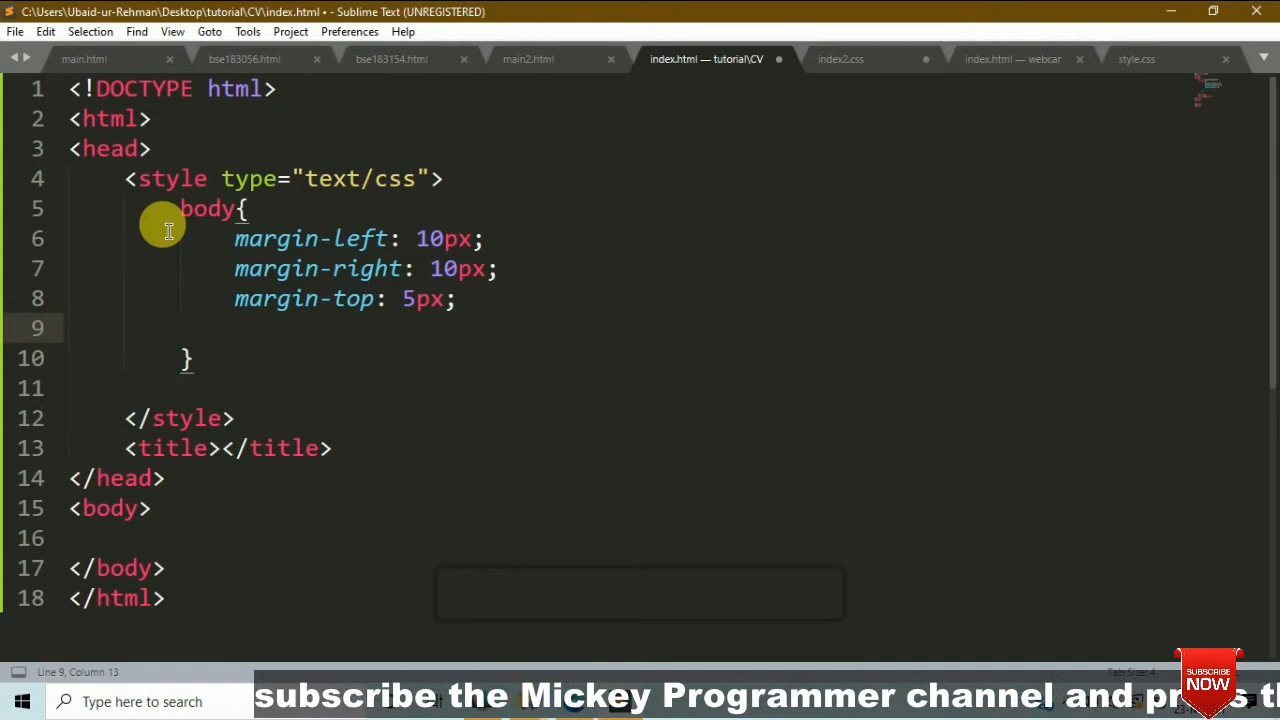 C:\Users\Ubaid-ur-Rehman\Desktop\tutorial\CV\index.html • - Sublime Text (UNREGISTERED)
File Edit Selection Find View Goto Tools Project Preferences Help
main.html bse183056.html bse183154.html main2.html index.html — tutorial\CV index2.css index.html — webcar style.css
1 <!DOCTYPE html>
2 <html>
3 <head>
4 <style type="text/css">
5 body{
6 margin-left: 10px;
7 margin-right: 10px;
8 margin-top: 5px;
9
10 }
11
12 </style>
13 <title></title>
14 </head>
15 <body>
16
17 </body>
18 </html>
Line 9, Column 13
Tab Size: 4
SUBSCRIBE
NOW
Type here to search
subscribe the Mickey Programmer channel and press